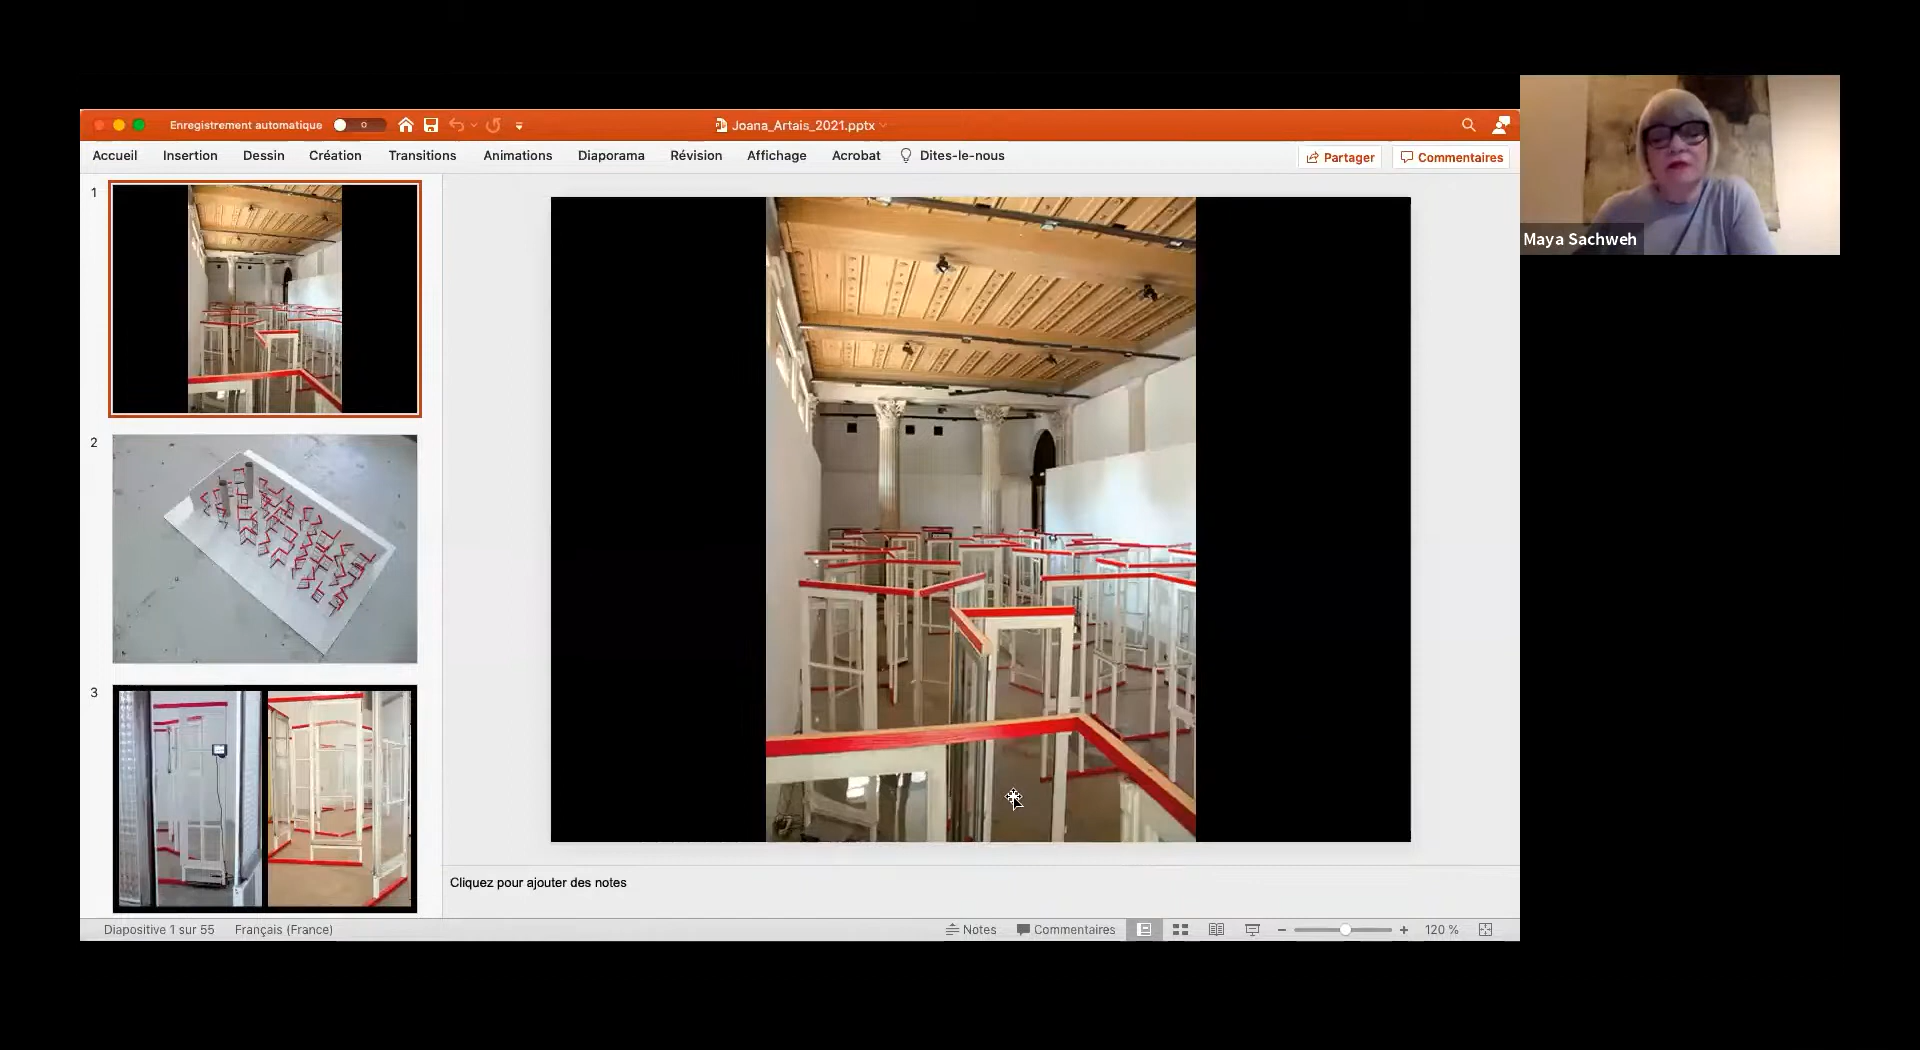 Enregistrement automatique
Joana_Artais_2021.pptx
Accueil Insertion Dessin Création Transitions Animations Diaporama Révision Affichage Acrobat Dites-le-nous
Partager Commentaires
1
2
3
Maya Sachweh
Cliquez pour ajouter des notes
Diapositive 1 sur 55 Français (France) Notes Commentaires 120 %